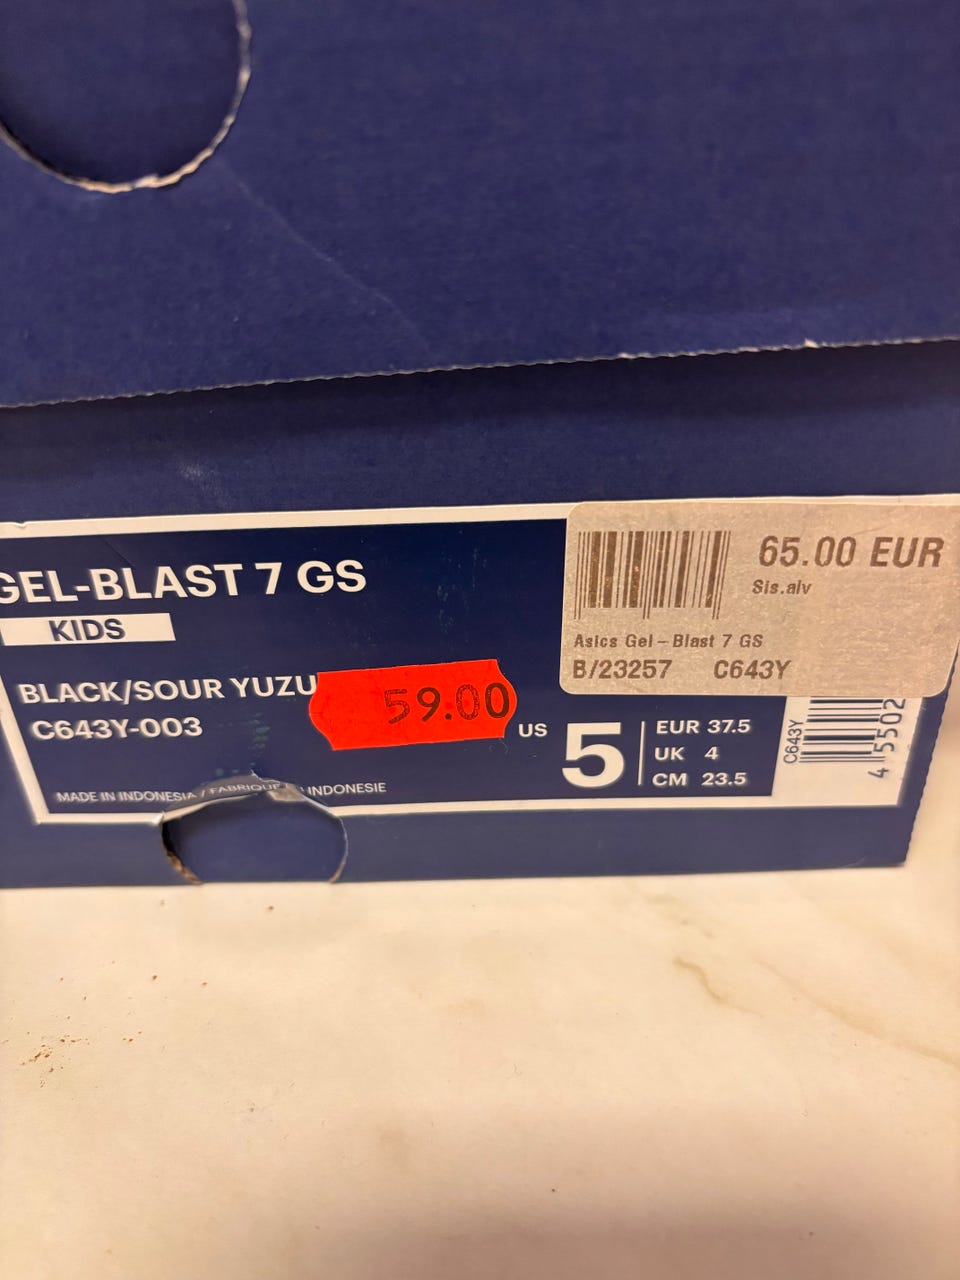 GEL-BLAST 7 GS
KIDS
BLACK/SOUR YUZU
C643Y-003
59.00
MADE IN INDONESIA / FABRIQUÉ INDONESIE
US 5
EUR 37.5
UK 4
CM 23.5
65.00 EUR
Sis.alv
Asics Gel-Blast 7 GS
B/23257 C643Y
C643Y
4 55502